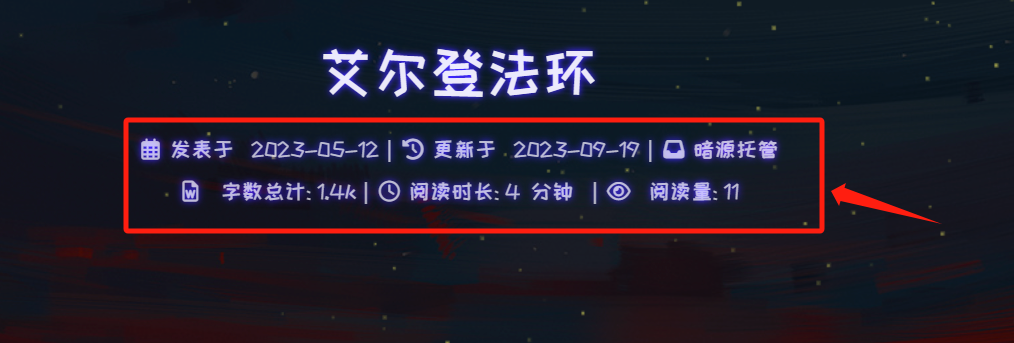 艾尔登法环
发表于 2023-05-12 | 更新于 2023-09-19 | 暗源托管
字数总计: 1.4k | 阅读时长: 4 分钟 | 阅读量: 11